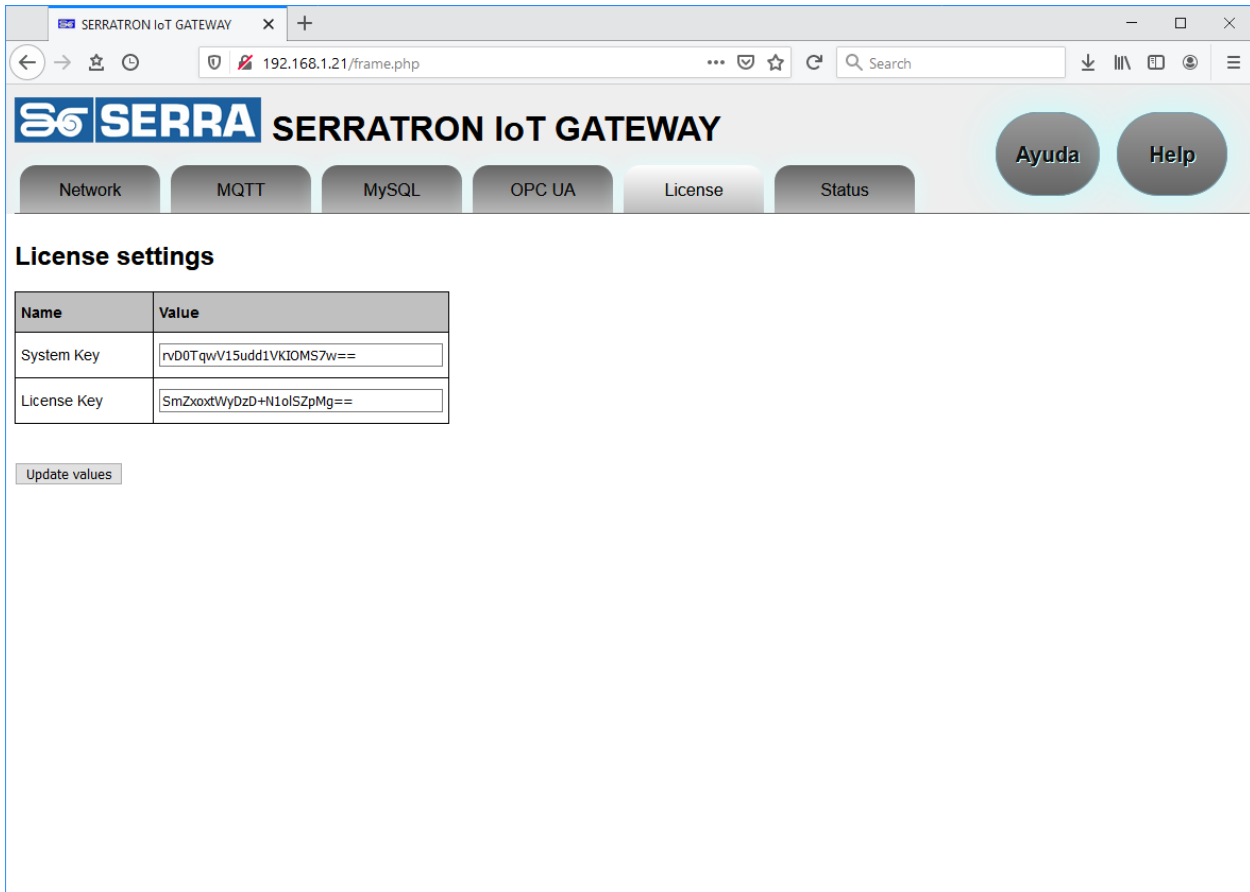 SERRATRON IoT GATEWAY
192.168.1.21/frame.php
Search
SERRA SERRATRON IoT GATEWAY
Ayuda Help
Network MQTT MySQL OPC UA License Status
License settings
Name Value
System Key rvD0TqwV15udd1VKIOMS7w==
License Key SmZxoxtWyDzD+N1olSZpMg==
Update values